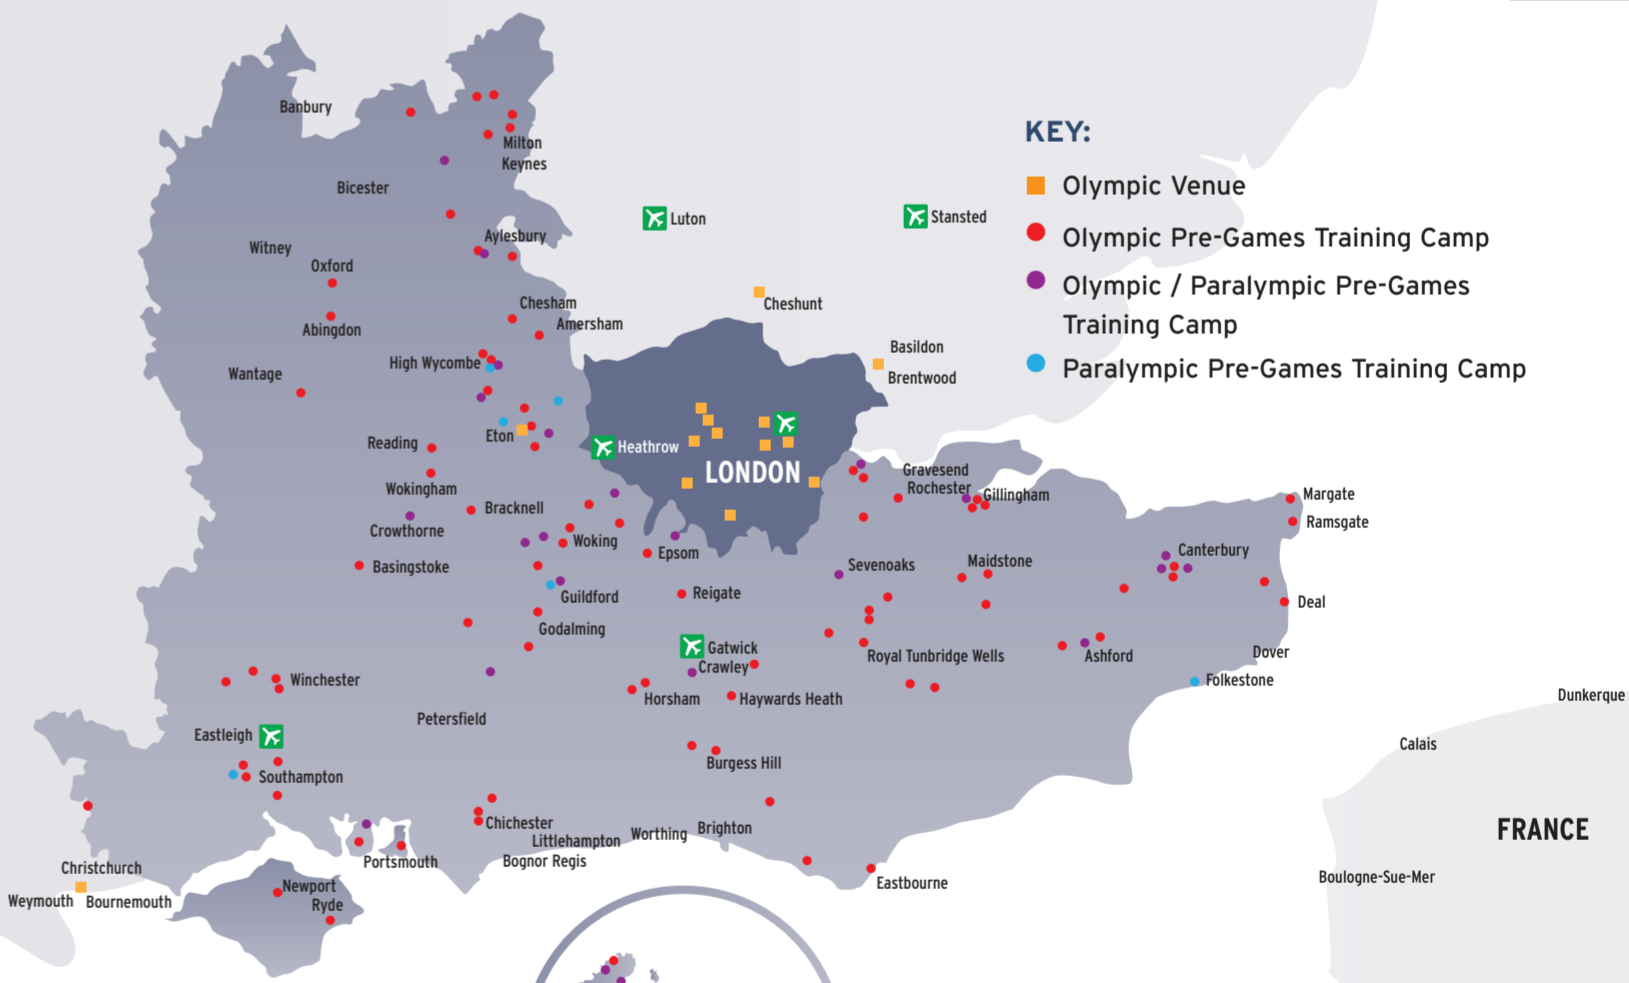 Banbury
Milton
Keynes
KEY:
Olympic Venue
Bicester
Luton
Stansted
Olympic Pre-Games Training Camp
Aylesbury
Witney
Oxford
Olympic / Paralympic Pre-Games
Training Camp
Chesham
Cheshunt
Amersham
Abingdon
Basildon
High Wycombe
Paralympic Pre-Games Training Camp
Wantage
Brentwood
Eton
Reading
Heathrow
LONDON
Gravesend
Rochester
Wokingham
Gillingham
Margate
Bracknell
Ramsgate
Crowthorne
Woking
Epsom
Canterbury
Basingstoke
Sevenoaks
Maidstone
Guildford
Reigate
Deal
Godalming
Gatwick
Royal Tunbridge Wells
Ashford
Dover
Crawley
Winchester
Folkestone
Horsham
Haywards Heath
Dunkerque
Petersfield
Eastleigh
Calais
Burgess Hill
Southampton
Chichester
Brighton
FRANCE
Worthing
Littlehampton
Portsmouth
Bognor Regis
Christchurch
Boulogne-Sue-Mer
Eastbourne
Newport
Weymouth
Bournemouth
Ryde